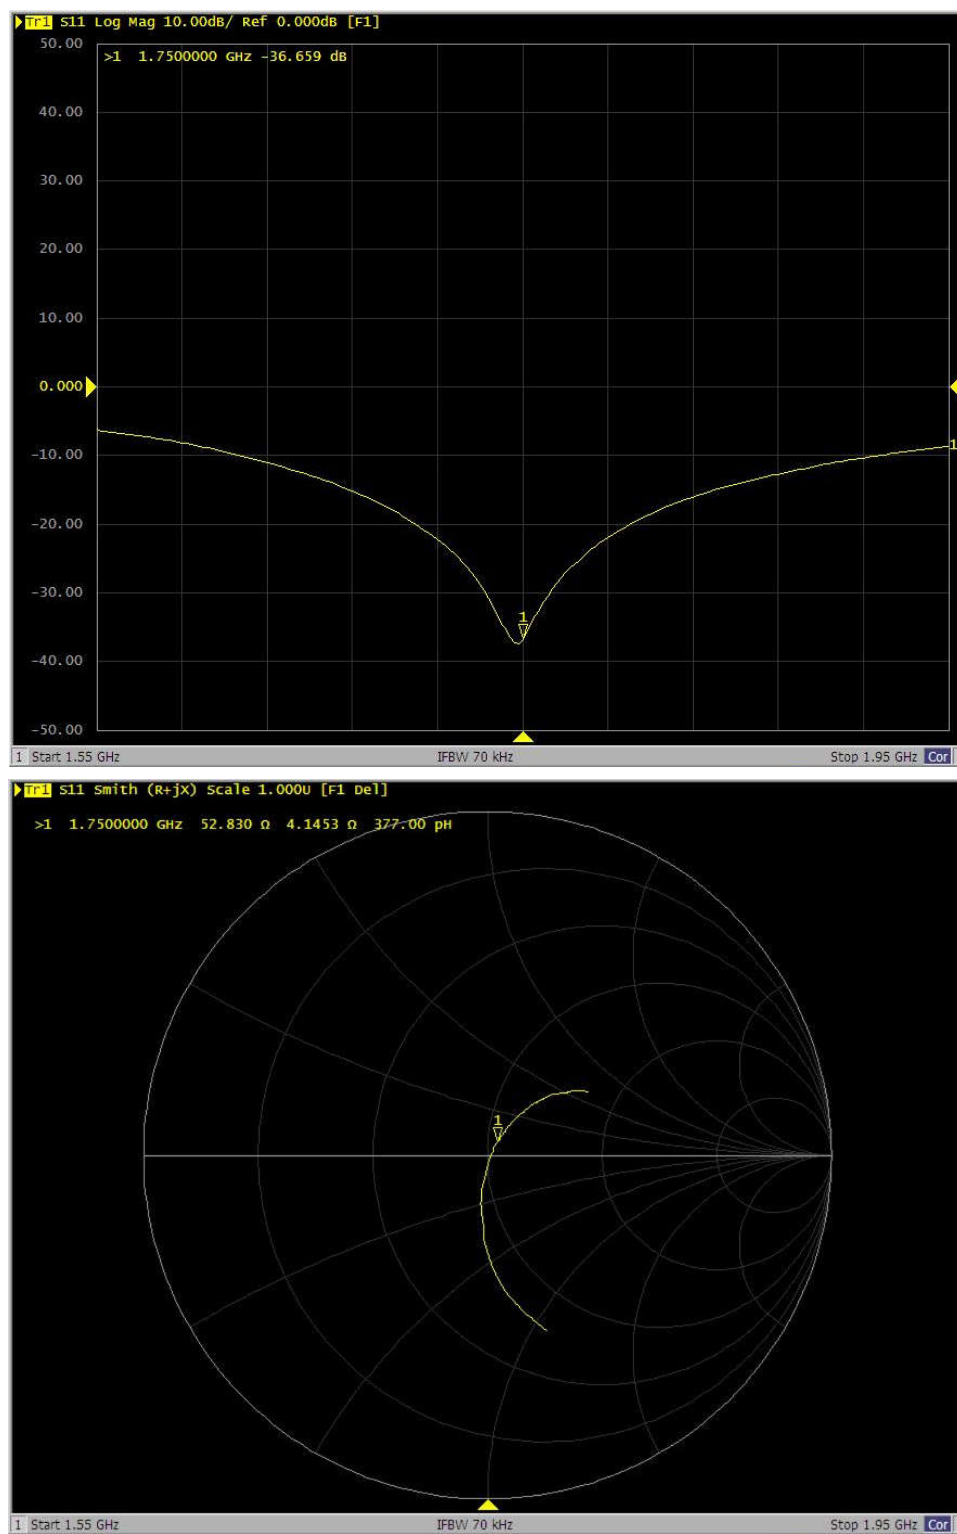 Tr1 S11 Log Mag 10.00dB/ Ref 0.000dB [F1]
50.00
>1 1.7500000 GHz -36.659 dB
40.00
30.00
20.00
10.00
0.000
-10.00
1
-20.00
-30.00
1
-40.00
-50.00
1 Start 1.55 GHz IFBW 70 kHz Stop 1.95 GHz Cor
Tr1 S11 Smith (R+jX) Scale 1.000U [F1 Del]
>1 1.7500000 GHz 52.830 Ω 4.1453 Ω 377.00 pH
1
1 Start 1.55 GHz IFBW 70 kHz Stop 1.95 GHz Cor